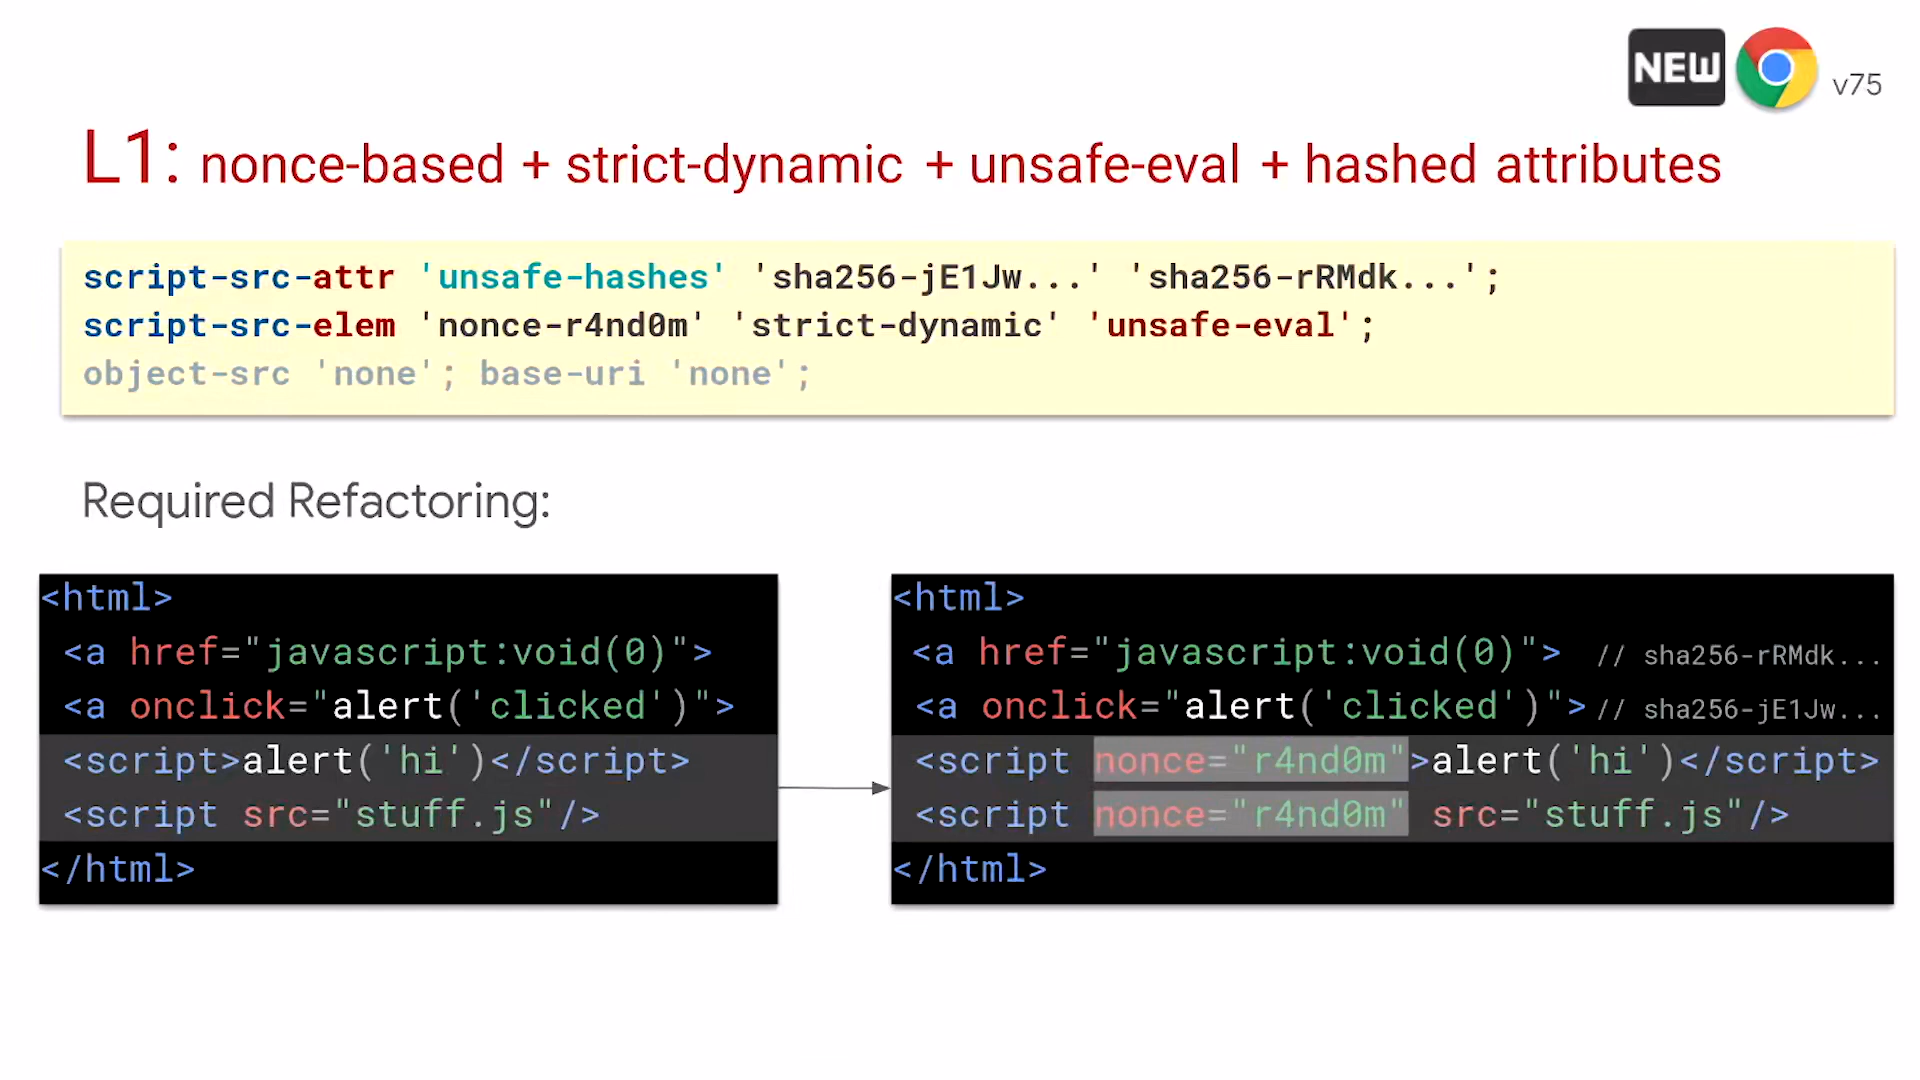 NEW v75
L1: nonce-based + strict-dynamic + unsafe-eval + hashed attributes
script-src-attr 'unsafe-hashes' 'sha256-jE1Jw...' 'sha256-rRMdk...';
script-src-elem 'nonce-r4nd0m' 'strict-dynamic' 'unsafe-eval';
object-src 'none'; base-uri 'none';
Required Refactoring:
<html>
<a href="javascript:void(0)">
<a onclick="alert('clicked')">
<script>alert('hi')</script>
<script src="stuff.js"/>
</html>
<html>
<a href="javascript:void(0)"> // sha256-rRMdk...
<a onclick="alert('clicked')"> // sha256-jE1Jw...
<script nonce="r4nd0m">alert('hi')</script>
<script nonce="r4nd0m" src="stuff.js"/>
</html>